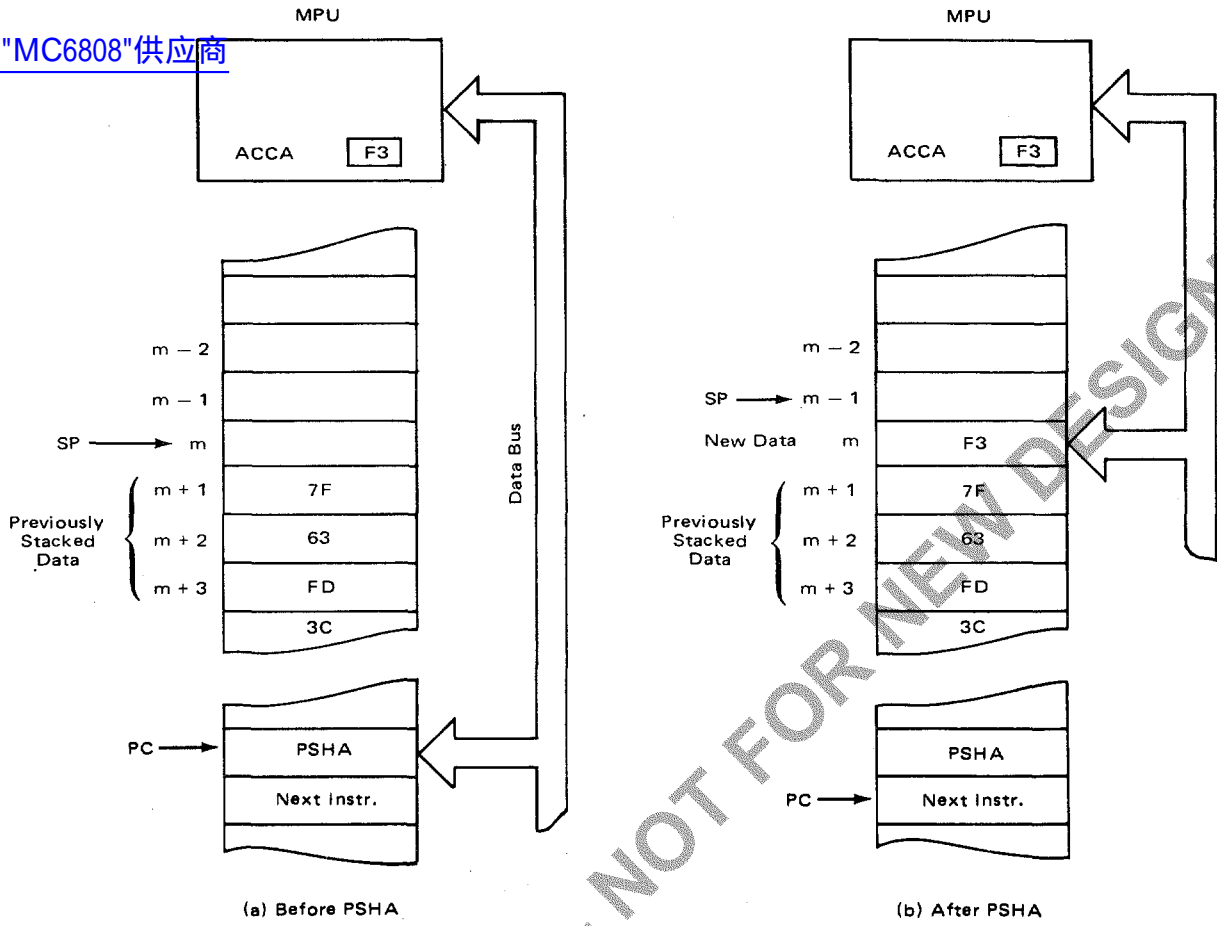 "MC6808"供应商
MPU
ACCA F3
m – 2
m – 1
SP m
Previously
Stacked
Data
m + 1 7F
m + 2 63
m + 3 FD
3C
Data Bus
PC PSHA
Next Instr.
(a) Before PSHA
MPU
ACCA F3
m – 2
SP m – 1
New Data m F3
Previously
Stacked
Data
m + 1 7F
m + 2 63
m + 3 FD
3C
PSHA
PC Next Instr.
(b) After PSHA
NOT FOR NEW DESIGN